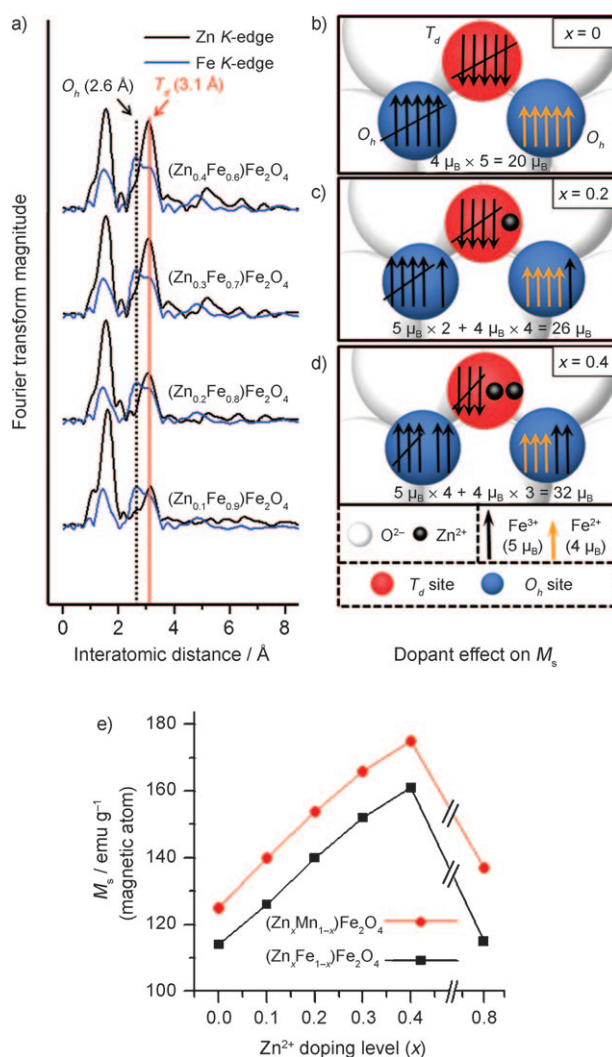 a)
Zn K-edge
Fe K-edge
Oh (2.6 Å)
Td (3.1 Å)
(Zn0.4Fe0.6)Fe2O4
(Zn0.3Fe0.7)Fe2O4
(Zn0.2Fe0.8)Fe2O4
(Zn0.1Fe0.9)Fe2O4
Fourier transform magnitude
0 2 4 6 8
Interatomic distance / Å
b)
x = 0
Td
Oh
Oh
4 μB × 5 = 20 μB
c)
x = 0.2
5 μB × 2 + 4 μB × 4 = 26 μB
d)
x = 0.4
5 μB × 4 + 4 μB × 3 = 32 μB
O2− Zn2+
Fe3+
(5 μB)
Fe2+
(4 μB)
Td site Oh site
Dopant effect on Ms
e)
180
160
140
120
100
Ms / emu g−1
(magnetic atom)
(ZnxMn1−x)Fe2O4
(ZnxFe1−x)Fe2O4
0.0 0.1 0.2 0.3 0.4 0.8
Zn2+ doping level (x)